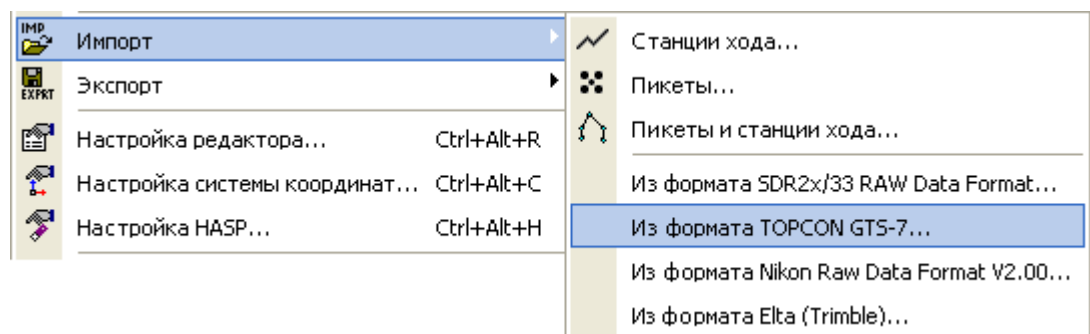 IMP
Импорт
EXPRT
Экспорт
Настройка редактора... Ctrl+Alt+R
Настройка системы координат... Ctrl+Alt+C
Настройка HASP... Ctrl+Alt+H
Станции хода...
Пикеты...
Пикеты и станции хода...
Из формата SDR2x/33 RAW Data Format...
Из формата TOPCON GTS-7...
Из формата Nikon Raw Data Format V2.00...
Из формата Elta (Trimble)...